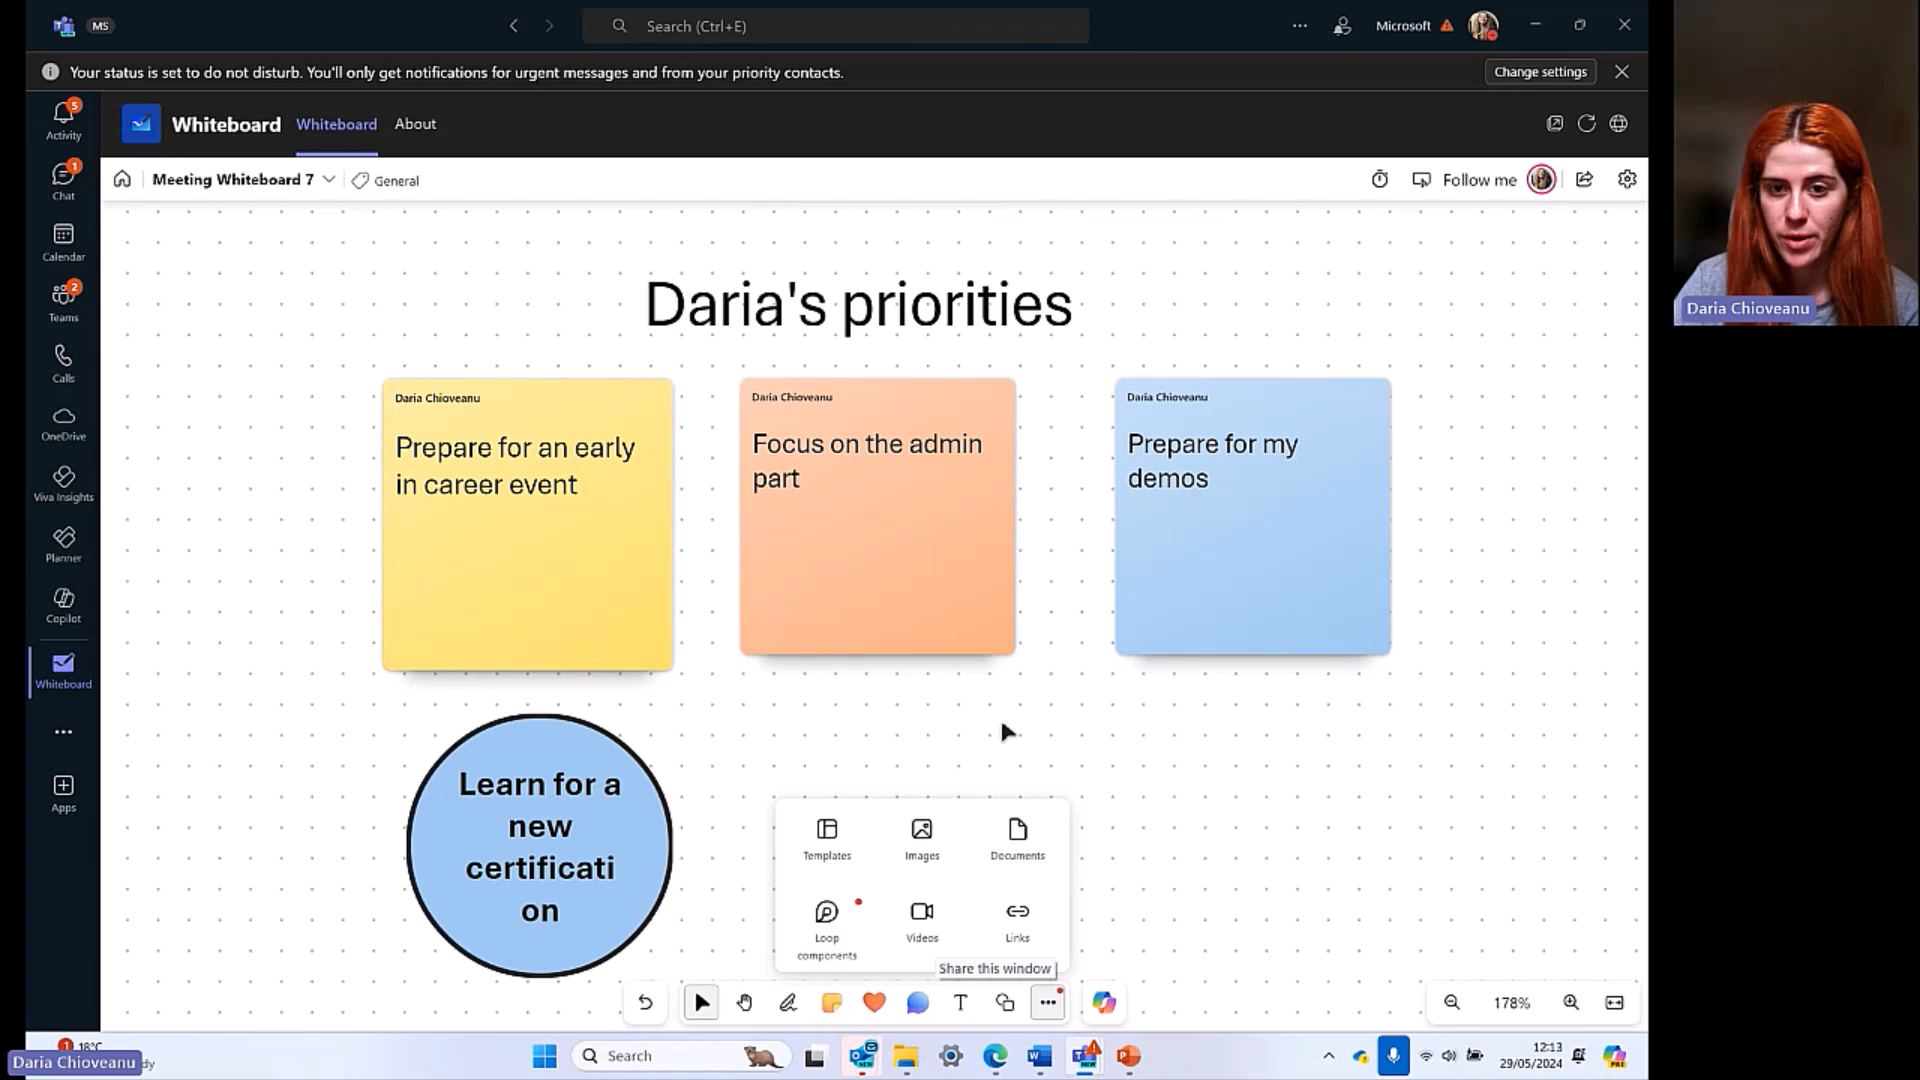 MS
Search (Ctrl+E)
Microsoft
Your status is set to do not disturb. You'll only get notifications for urgent messages and from your priority contacts.
Change settings
Activity
5
Chat
1
Calendar
Teams
2
Calls
OneDrive
Viva Insights
Planner
Copilot
Whiteboard
Apps
Whiteboard
Whiteboard
About
Meeting Whiteboard 7
General
Follow me
Daria's priorities
Daria Chioveanu
Prepare for an early
in career event
Daria Chioveanu
Focus on the admin
part
Daria Chioveanu
Prepare for my
demos
Learn for a
new
certificati
on
Templates
Images
Documents
Loop
components
Videos
Links
Share this window
178%
Daria Chioveanu
1
18°C
Daria Chioveanu
Search
12:13
29/05/2024